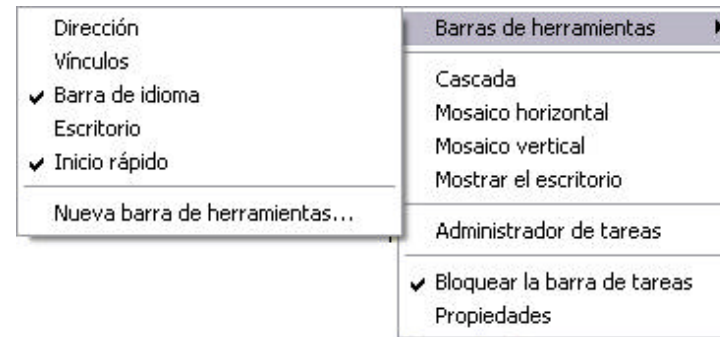 Dirección
Vínculos
Barra de idioma
Escritorio
Inicio rápido
Nueva barra de herramientas...
Barras de herramientas
Cascada
Mosaico horizontal
Mosaico vertical
Mostrar el escritorio
Administrador de tareas
Bloquear la barra de tareas
Propiedades